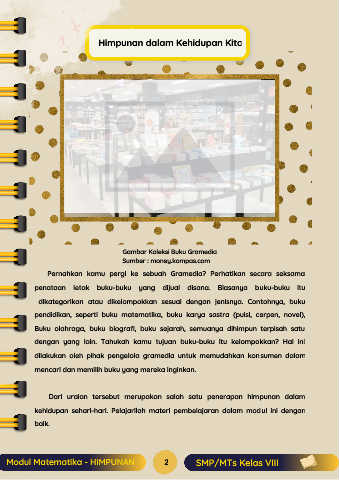 Himpunan dalam Kehidupan Kita
Gambar Koleksi Buku Gramedia
Sumber : money.kompas.com
Pernahkan kamu pergi ke sebuah Gramedia? Perhatikan secara seksama
penataan letak buku-buku yang dijual disana. Biasanya buku-buku itu
dikategorikan atau dikelompokkan sesuai dengan jenisnya. Contohnya, buku
pendidikan, seperti buku matematika, buku karya sastra (puisi, cerpen, novel),
Buku olahraga, buku biografi, buku sejarah, semuanya dihimpun terpisah satu
dengan yang lain. Tahukah kamu tujuan buku-buku itu kelompokkan? Hal ini
dilakukan oleh pihak pengelola gramedia untuk memudahkan konsumen dalam
mencari dan memilih buku yang mereka inginkan.
Dari uraian tersebut merupakan salah satu penerapan himpunan dalam
kehidupan sehari-hari. Pelajarilah materi pembelajaran dalam modul ini dengan
baik.
Modul Matematika - HIMPUNAN
2
SMP/MTs Kelas VIII